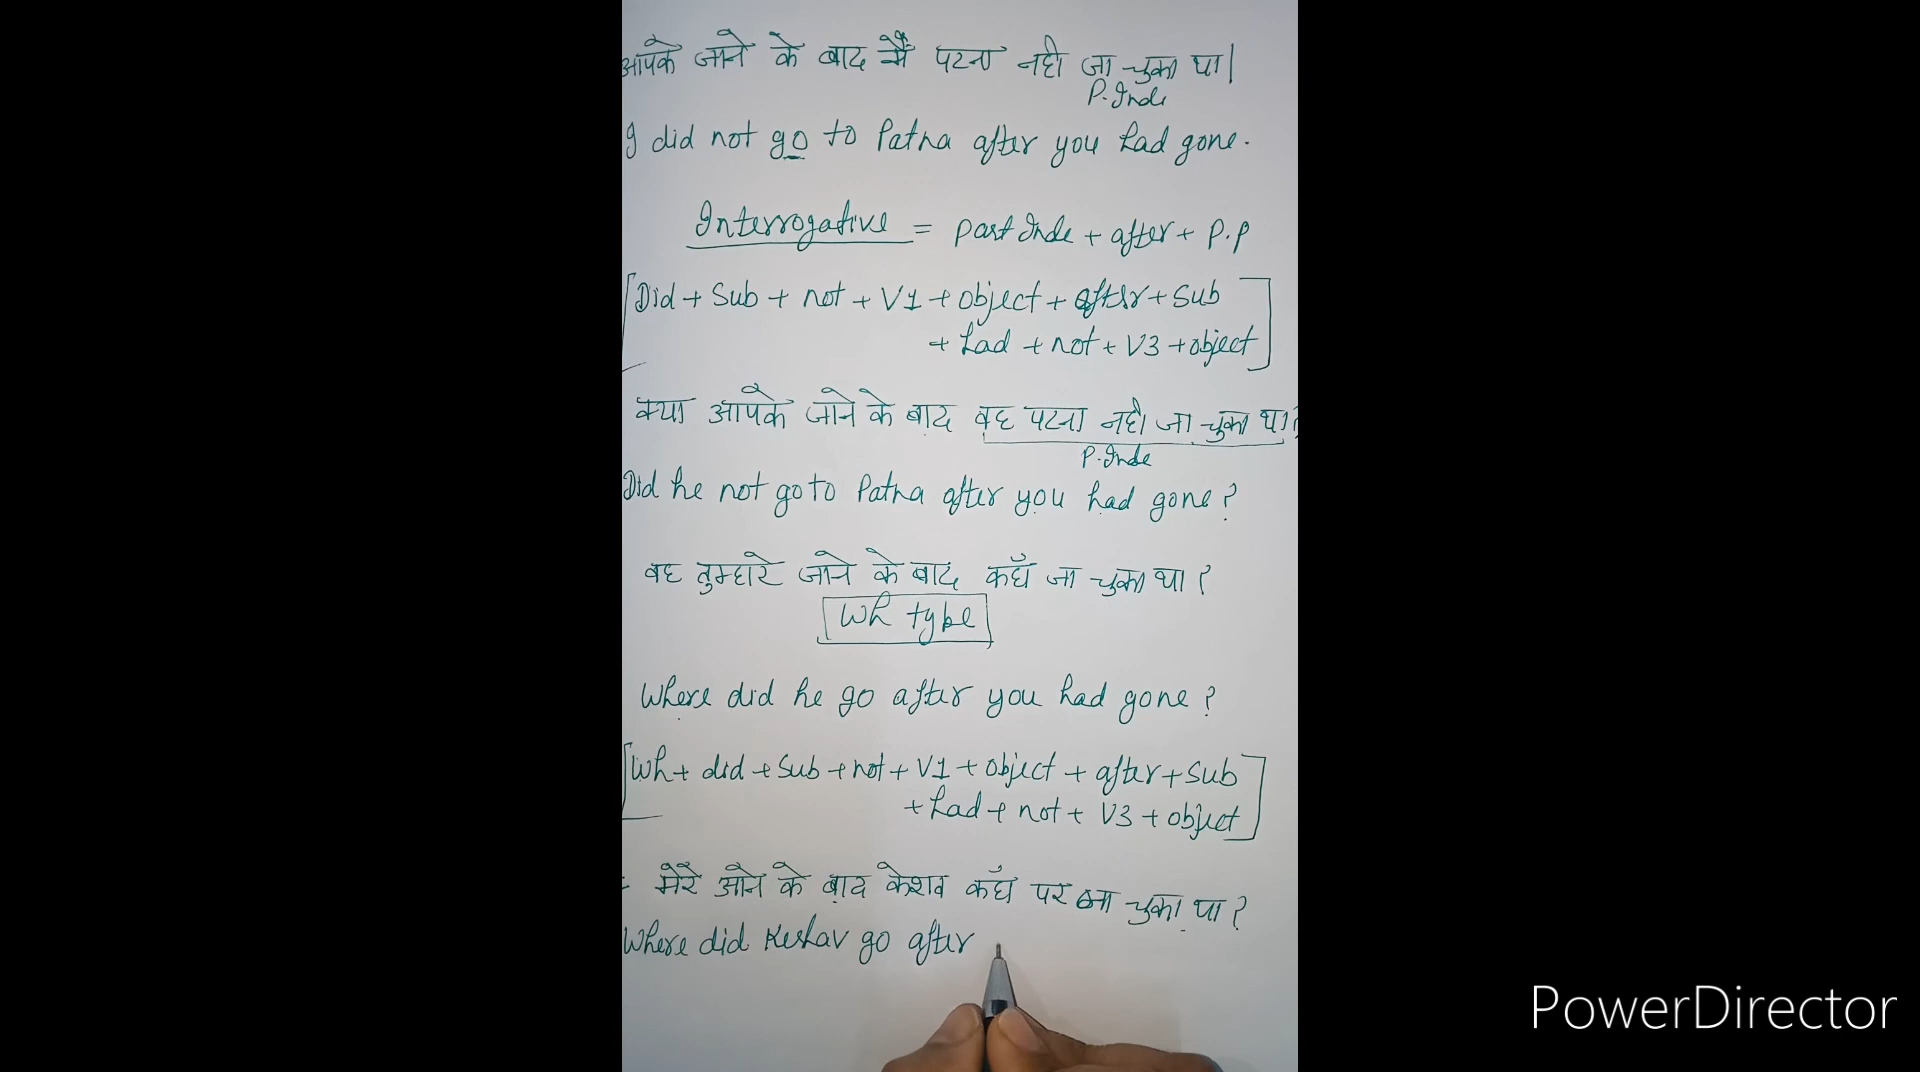 आपके जाने के बाद मैं पटना नही जा चुका था।
P.Inde
I did not go to Patna after you had gone.
Interrogative = Past Inde + after + P.P
[Did + Sub + not + V1 + object + after + Sub
+ had + not + V3 + object]
क्या आपके जाने के बाद वह पटना नही जा चुका था?
P.Inde
Did he not go to Patna after you had gone?
वह तुम्हारे जाने के बाद कहाँ जा चुका था?
Wh type
Where did he go after you had gone?
[Wh + did + Sub + not + V1 + object + after + Sub
+ had + not + V3 + object]
मेरे आने के बाद केशव कहाँ पर जा चुका था?
Where did Keshav go after
PowerDirector